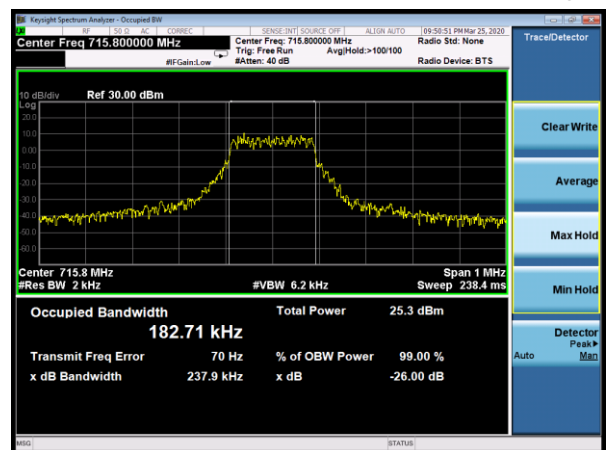 Keysight Spectrum Analyzer - Occupied BW
RF 50 Ω AC CORREC SENSE:INT SOURCE OFF ALIGN AUTO 09:50:51 PM Mar 25, 2020
Center Freq 715.800000 MHz Center Freq: 715.800000 MHz Radio Std: None Trace/Detector
Trig: Free Run Avg|Hold:>100/100
#IFGain:Low #Atten: 40 dB Radio Device: BTS
10 dB/div Ref 30.00 dBm
Log
20.0
10.0
0.00
10.0
20.0
30.0
40.0
50.0
60.0
Center 715.8 MHz Span 1 MHz
#Res BW 2 kHz #VBW 6.2 kHz Sweep 238.4 ms
Occupied Bandwidth Total Power 25.3 dBm
182.71 kHz
Transmit Freq Error 70 Hz % of OBW Power 99.00 %
x dB Bandwidth 237.9 kHz x dB -26.00 dB
Clear Write
Average
Max Hold
Min Hold
Detector
Peak▶
Auto Man
MSG STATUS